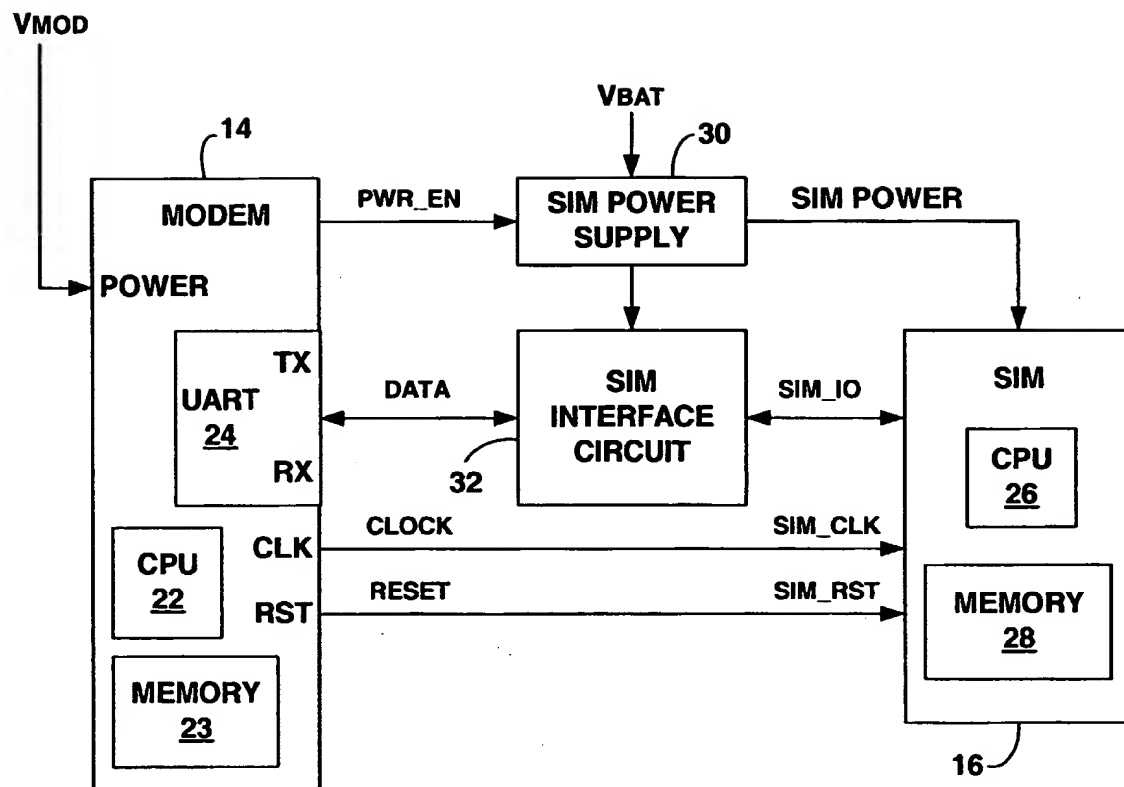 VMOD
14
VBAT
30
MODEM
PWR_EN
SIM POWER
SUPPLY
SIM POWER
POWER
UART
24
TX
RX
DATA
SIM
INTERFACE
CIRCUIT
32
SIM_IO
SIM
CPU
26
CLK
CLOCK
SIM_CLK
CPU
22
RST
RESET
SIM_RST
MEMORY
28
MEMORY
23
16